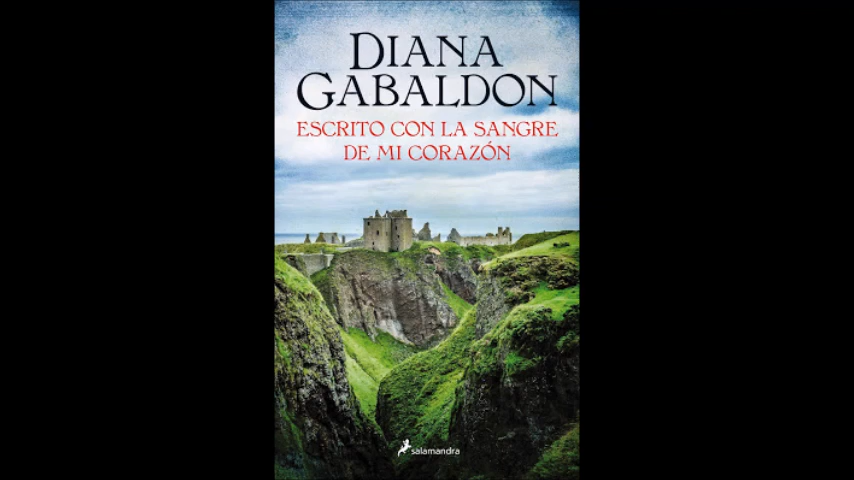 DIANA
GABALDON
ESCRITO CON LA SANGRE
DE MI CORAZÓN
salamandra